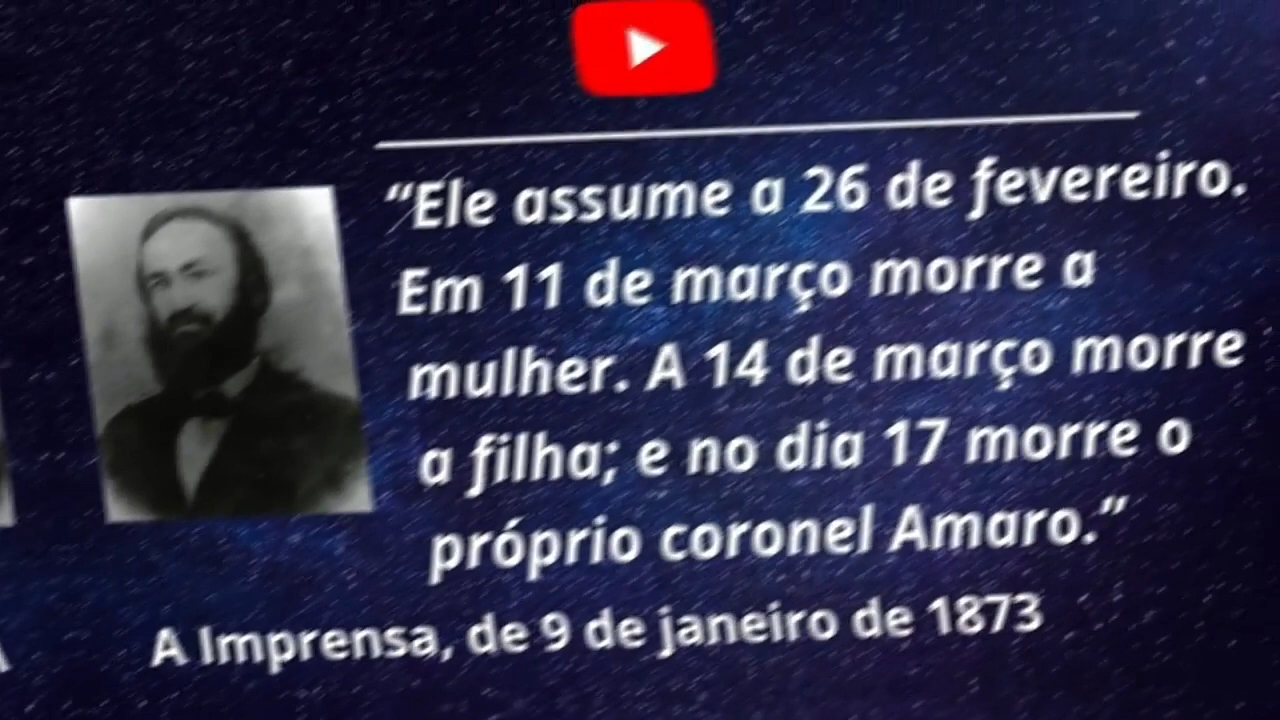 “Ele assume a 26 de fevereiro.
Em 11 de março morre a
mulher. A 14 de março morre
a filha; e no dia 17 morre o
próprio coronel Amaro.”
A Imprensa, de 9 de janeiro de 1873